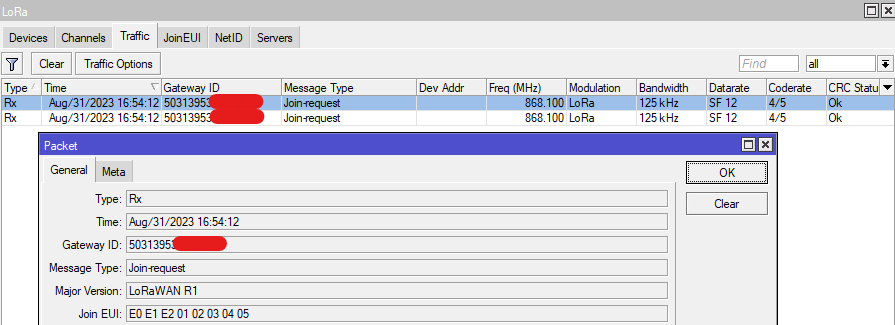 LoRa
Devices Channels Traffic JoinEUI NetID Servers
Clear Traffic Options Find all
Type Time Gateway ID Message Type Dev Addr Freq (MHz) Modulation Bandwidth Datarate Coderate CRC Statu
Rx Aug/31/2023 16:54:12 50313953 Join-request 868.100 LoRa 125 kHz SF 12 4/5 Ok
Rx Aug/31/2023 16:54:12 50313953 Join-request 868.100 LoRa 125 kHz SF 12 4/5 Ok
Packet
General Meta
OK
Type: Rx
Clear
Time: Aug/31/2023 16:54:12
Gateway ID: 50313953
Message Type: Join-request
Major Version: LoRaWAN R1
Join EUI: E0 E1 E2 01 02 03 04 05